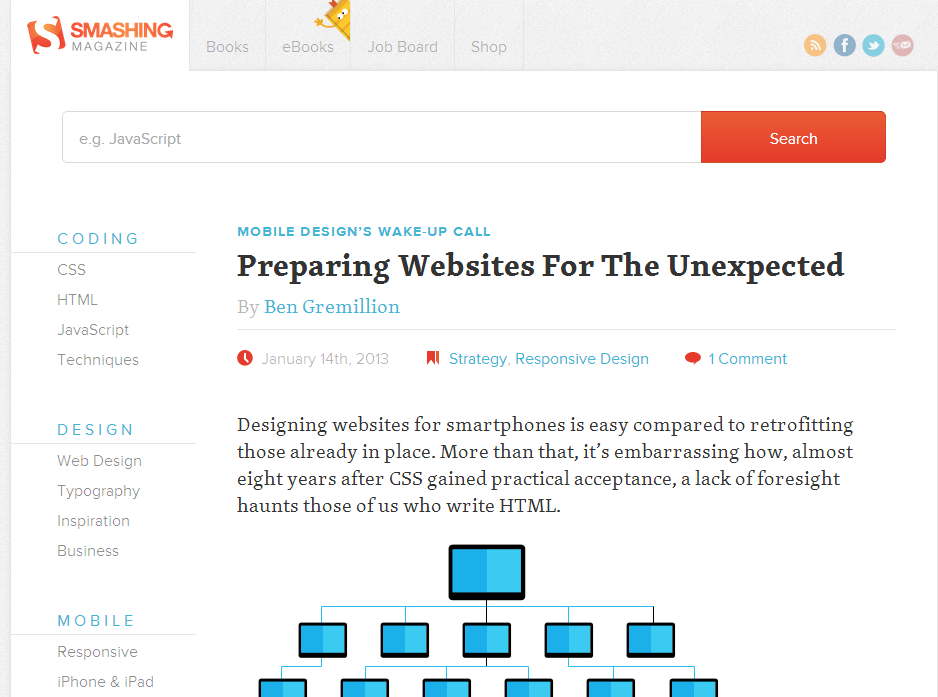 SMASHING
MAGAZINE
Books
eBooks
Job Board
Shop
e.g. JavaScript
Search
CODING
CSS
HTML
JavaScript
Techniques
DESIGN
Web Design
Typography
Inspiration
Business
MOBILE
Responsive
iPhone & iPad
MOBILE DESIGN’S WAKE-UP CALL
Preparing Websites For The Unexpected
By Ben Gremillion
January 14th, 2013
Strategy, Responsive Design
1 Comment
Designing websites for smartphones is easy compared to retrofitting
those already in place. More than that, it’s embarrassing how, almost
eight years after CSS gained practical acceptance, a lack of foresight
haunts those of us who write HTML.